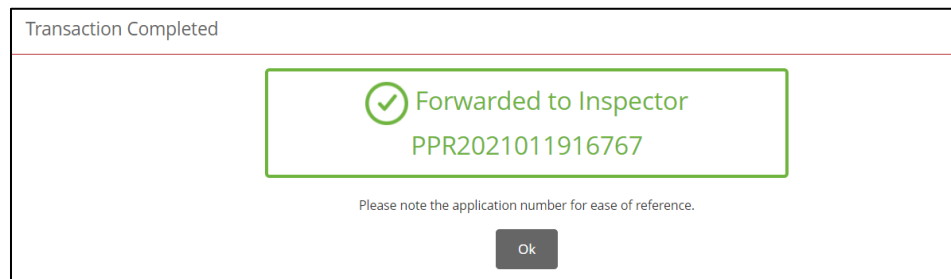 Transaction Completed
Forwarded to Inspector
PPR2021011916767
Please note the application number for ease of reference.
Ok